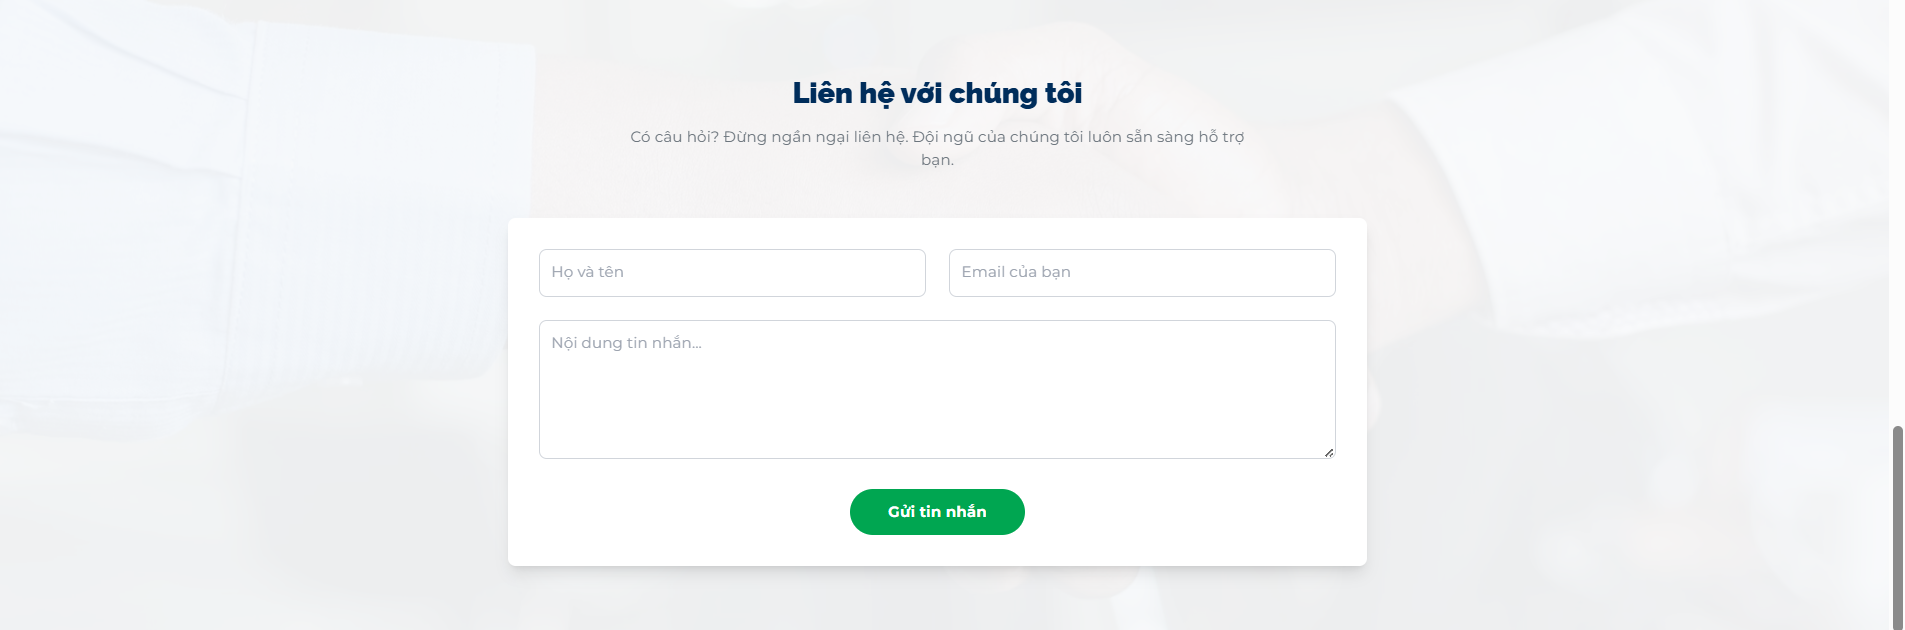 Liên hệ với chúng tôi
Có câu hỏi? Đừng ngần ngại liên hệ. Đội ngũ của chúng tôi luôn sẵn sàng hỗ trợ
bạn.
Họ và tên
Email của bạn
Nội dung tin nhắn...
Gửi tin nhắn